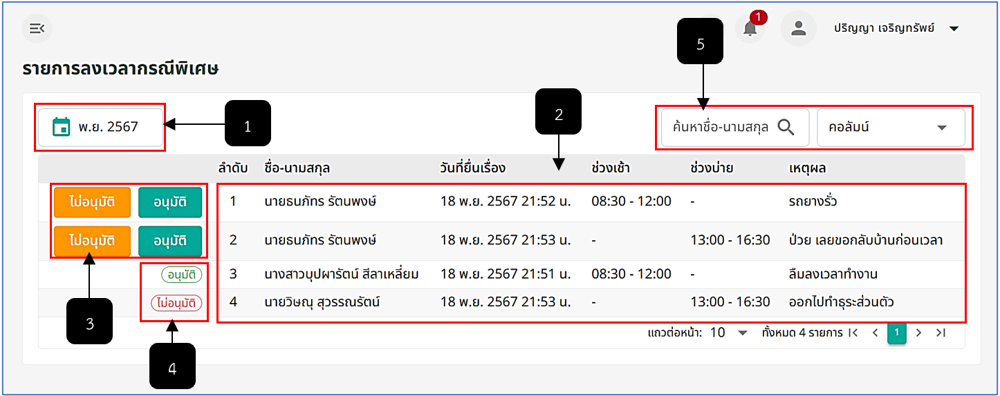 1
ปริญญา เจริญทรัพย์
5
รายการลงเวลากรณีพิเศษ
พ.ย. 2567
1
2
ค้นหาชื่อ-นามสกุล
คอลัมน์
ลำดับ ชื่อ-นามสกุล วันที่ยื่นเรื่อง ช่วงเช้า ช่วงบ่าย เหตุผล
ไม่อนุมัติ อนุมัติ 1 นายธนภัทร รัตนพงษ์ 18 พ.ย. 2567 21:52 น. 08:30 - 12:00 - รถยางรั่ว
ไม่อนุมัติ อนุมัติ 2 นายธนภัทร รัตนพงษ์ 18 พ.ย. 2567 21:53 น. - 13:00 - 16:30 ป่วย เลยขอกลับบ้านก่อนเวลา
อนุมัติ 3 นางสาวบุปผารัตน์ สีลาเหลี่ยม 18 พ.ย. 2567 21:51 น. 08:30 - 12:00 - ลืมลงเวลาทำงาน
ไม่อนุมัติ 4 นายวิษณุ สุวรรณรัตน์ 18 พ.ย. 2567 21:53 น. - 13:00 - 16:30 ออกไปทำธุระส่วนตัว
3
4
แถวต่อหน้า: 10 ทั้งหมด 4 รายการ 1